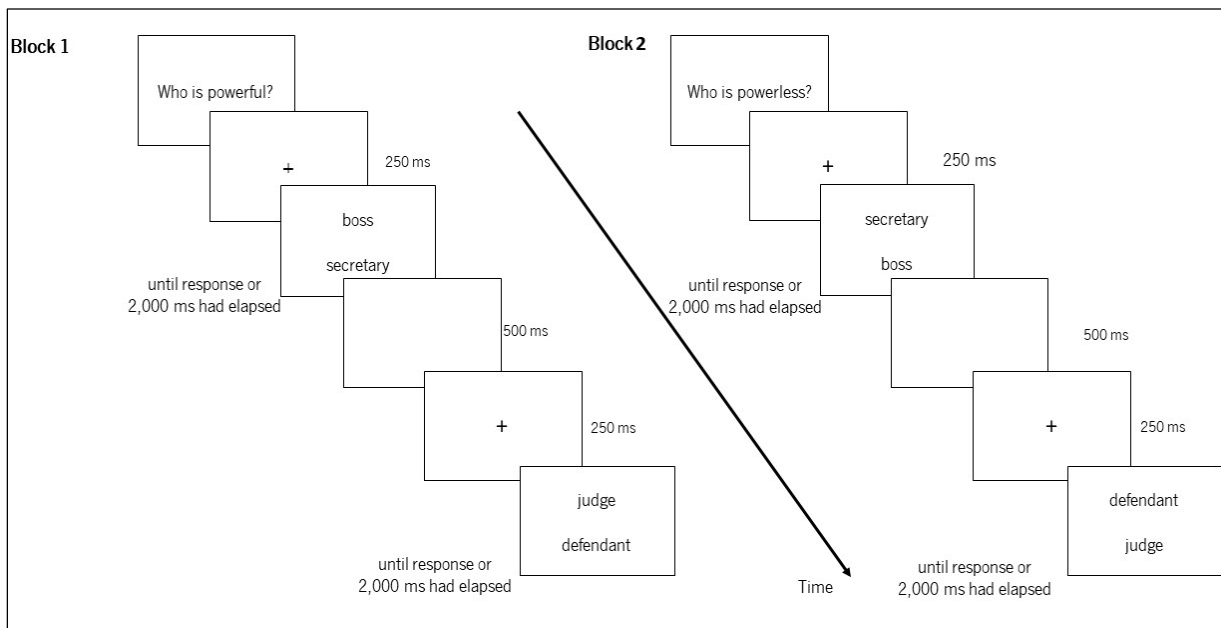 Block 1
Who is powerful?
+
250 ms
boss
secretary
until response or
2,000 ms had elapsed
500 ms
+
250 ms
judge
defendant
until response or
2,000 ms had elapsed
Time
Block 2
Who is powerless?
+
250 ms
secretary
boss
until response or
2,000 ms had elapsed
500 ms
+
250 ms
defendant
judge
until response or
2,000 ms had elapsed